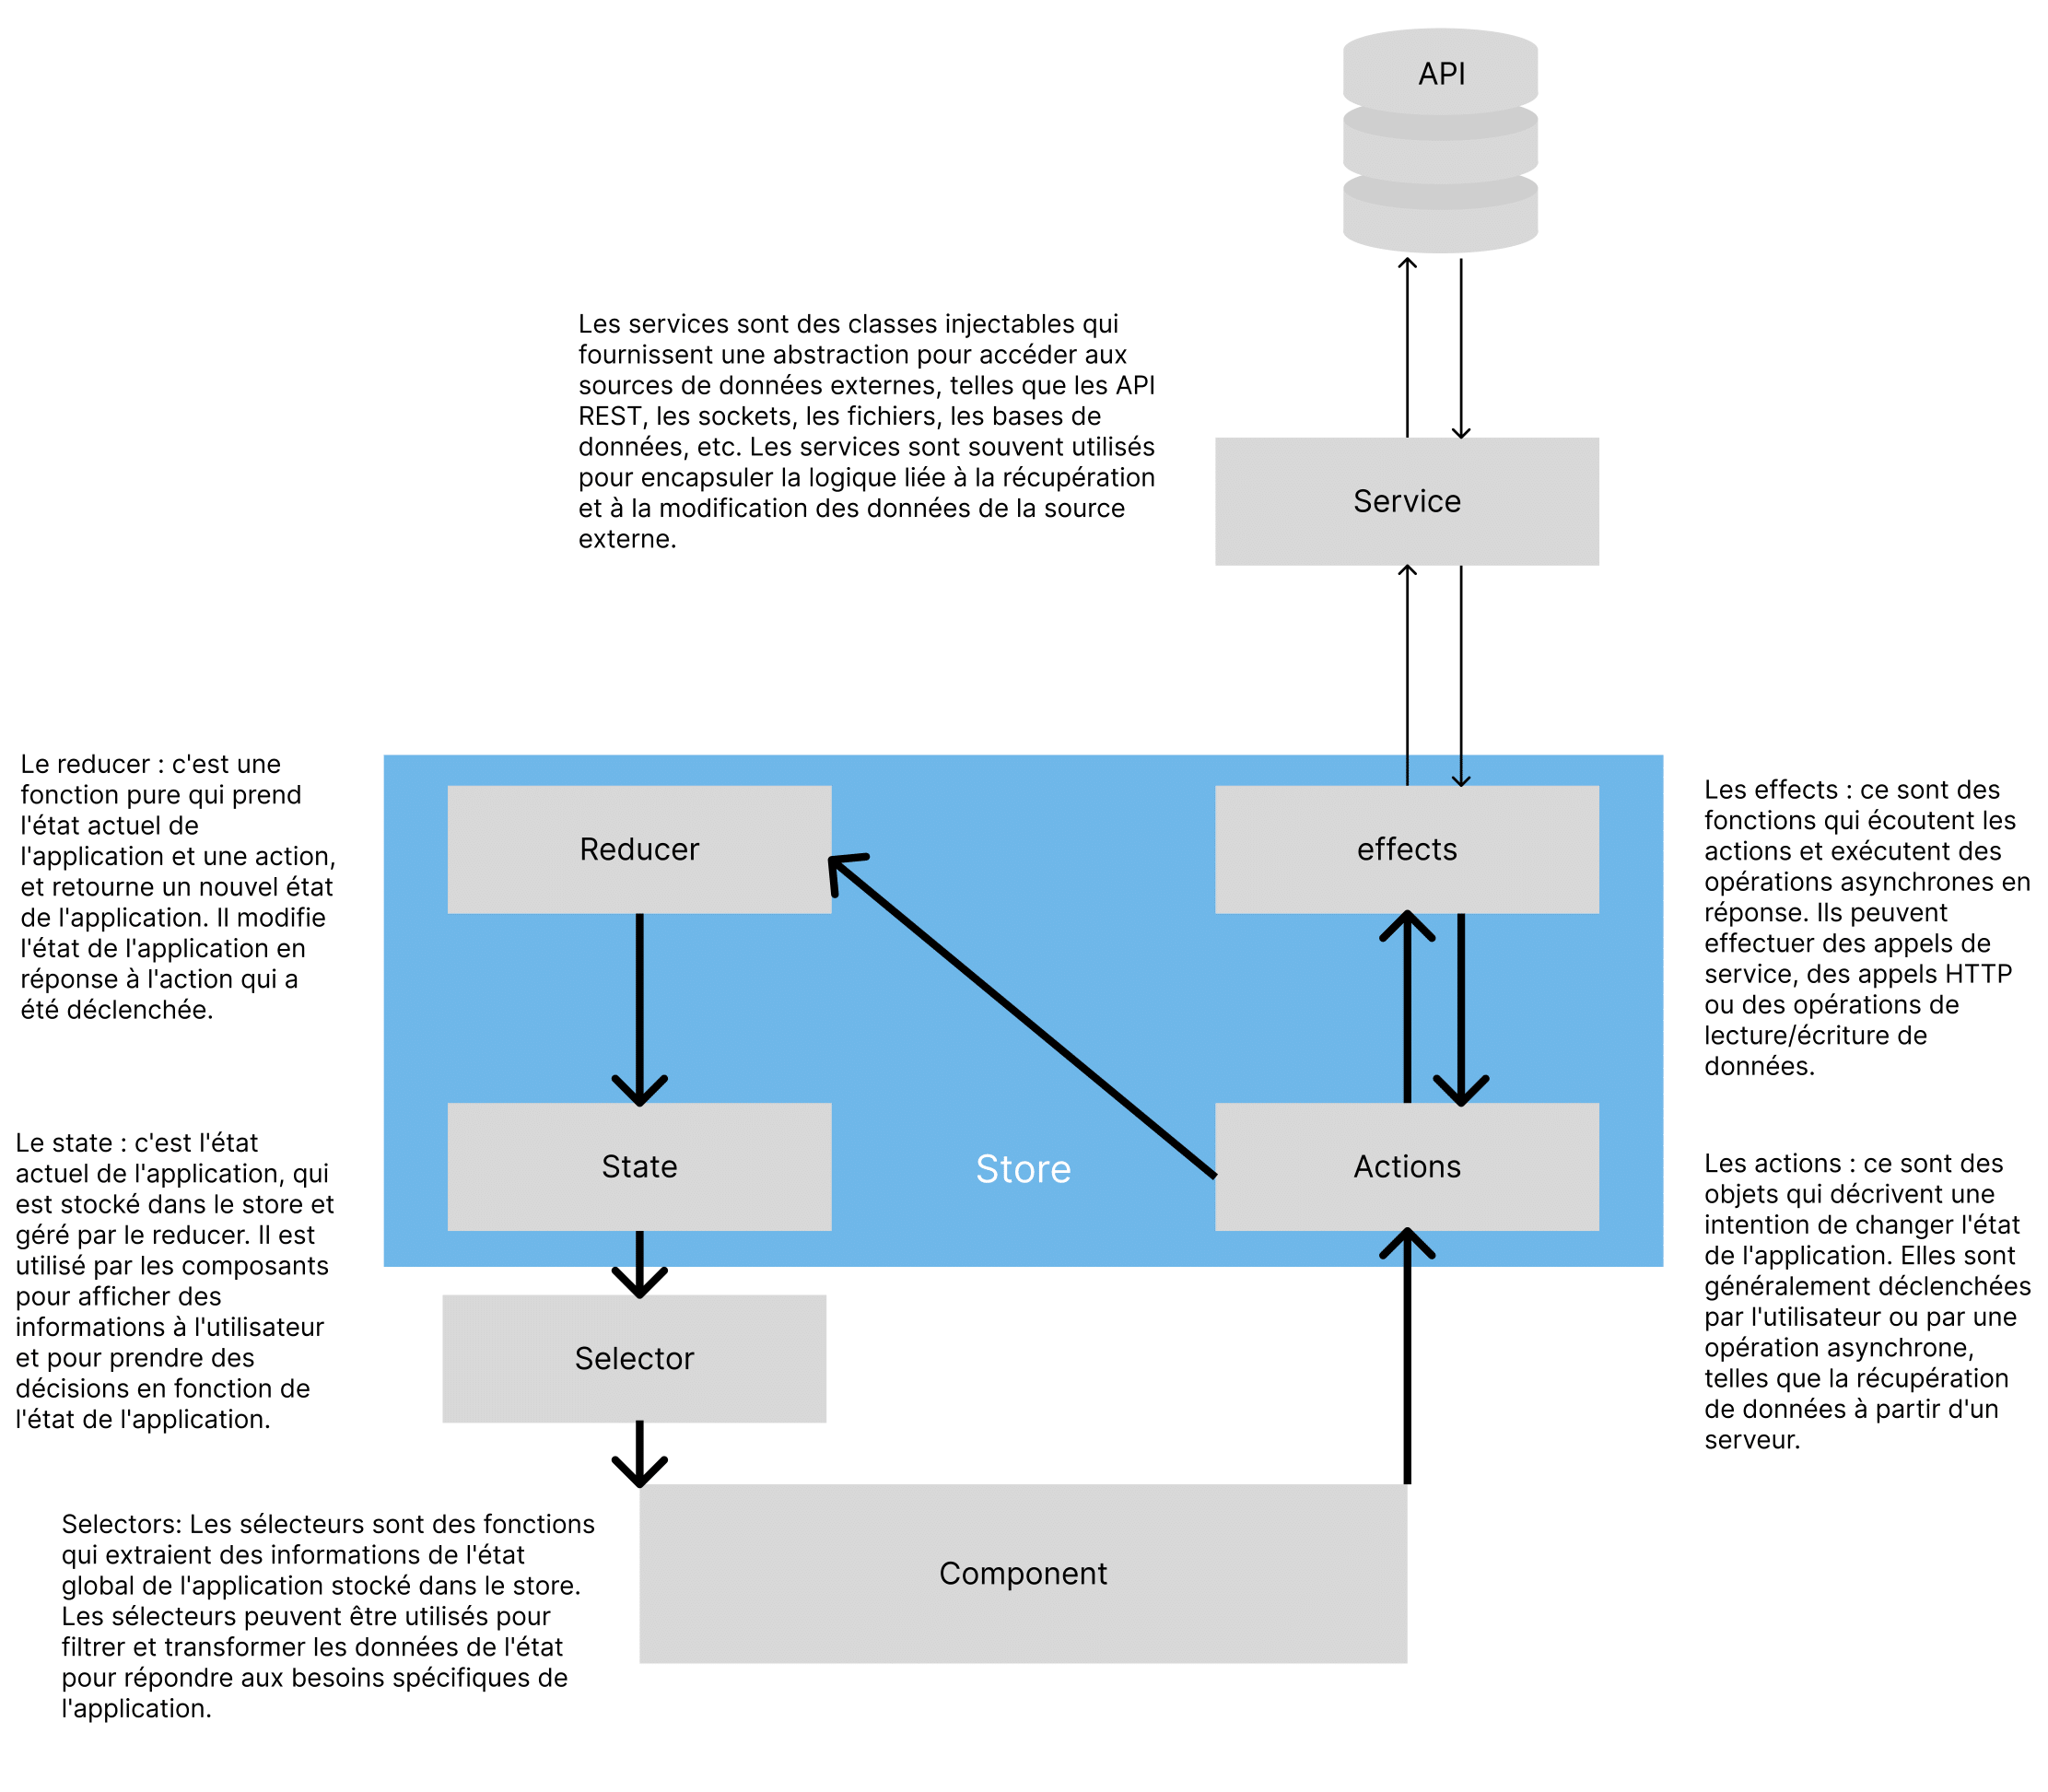 API
Les services sont des classes injectables qui
fournissent une abstraction pour accéder aux
sources de données externes, telles que les API
REST, les sockets, les fichiers, les bases de
données, etc. Les services sont souvent utilisés
pour encapsuler la logique liée à la récupération
et à la modification des données de la source
externe.
Service
Le reducer : c'est une
fonction pure qui prend
l'état actuel de
l'application et une action,
et retourne un nouvel état
de l'application. Il modifie
l'état de l'application en
réponse à l'action qui a
été déclenchée.
Reducer
effects
Les effects : ce sont des
fonctions qui écoutent les
actions et exécutent des
opérations asynchrones en
réponse. Ils peuvent
effectuer des appels de
service, des appels HTTP
ou des opérations de
lecture/écriture de
données.
Le state : c'est l'état
actuel de l'application, qui
est stocké dans le store et
géré par le reducer. Il est
utilisé par les composants
pour afficher des
informations à l'utilisateur
et pour prendre des
décisions en fonction de
l'état de l'application.
State
Store
Actions
Les actions : ce sont des
objets qui décrivent une
intention de changer l'état
de l'application. Elles sont
généralement déclenchées
par l'utilisateur ou par une
opération asynchrone,
telles que la récupération
de données à partir d'un
serveur.
Selector
Selectors: Les sélecteurs sont des fonctions
qui extraient des informations de l'état
global de l'application stocké dans le store.
Les sélecteurs peuvent être utilisés pour
filtrer et transformer les données de l'état
pour répondre aux besoins spécifiques de
l'application.
Component